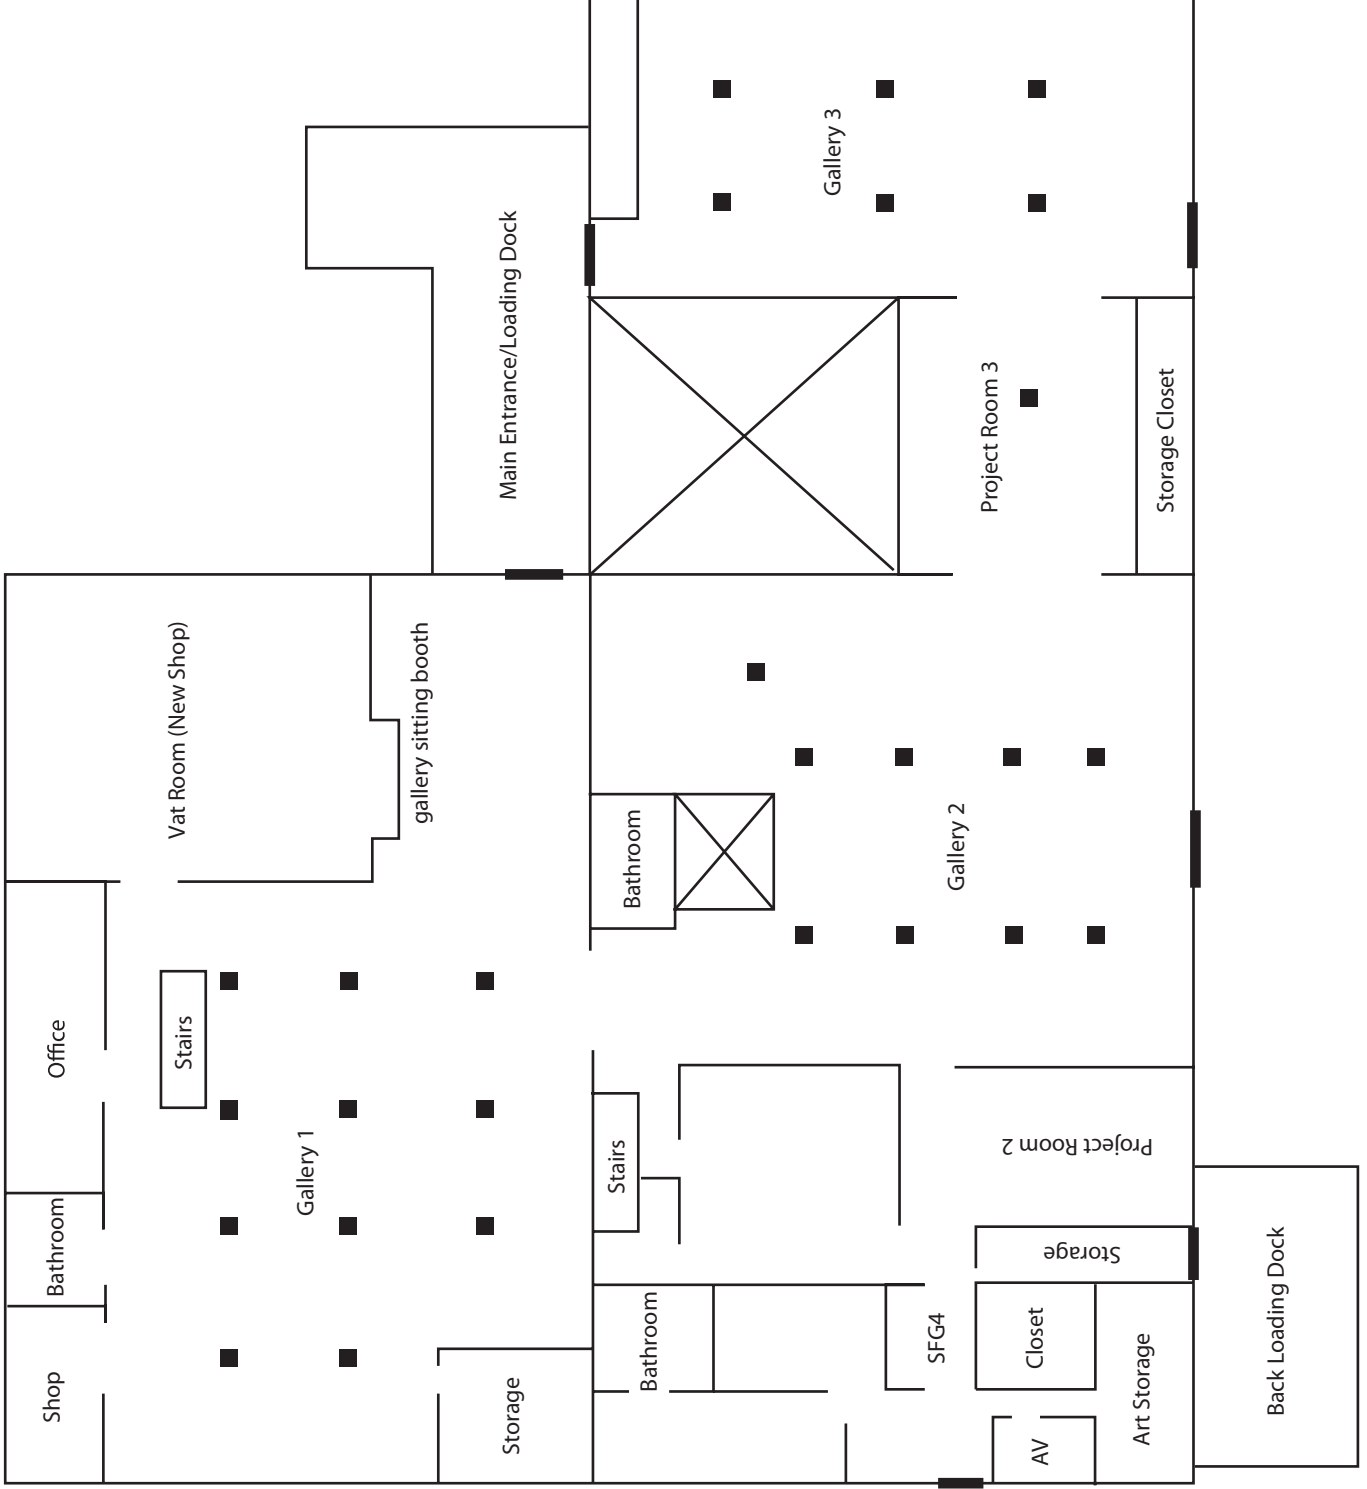 Gallery 3
Main Entrance/Loading Dock
Project Room 3
Storage Closet
Vat Room (New Shop)
gallery sitting booth
Bathroom
Gallery 2
Office
Stairs
Gallery 1
Stairs
Project Room 2
Bathroom
Storage
Back Loading Dock
Shop
Storage
Bathroom
SFG4
Closet
Art Storage
AV